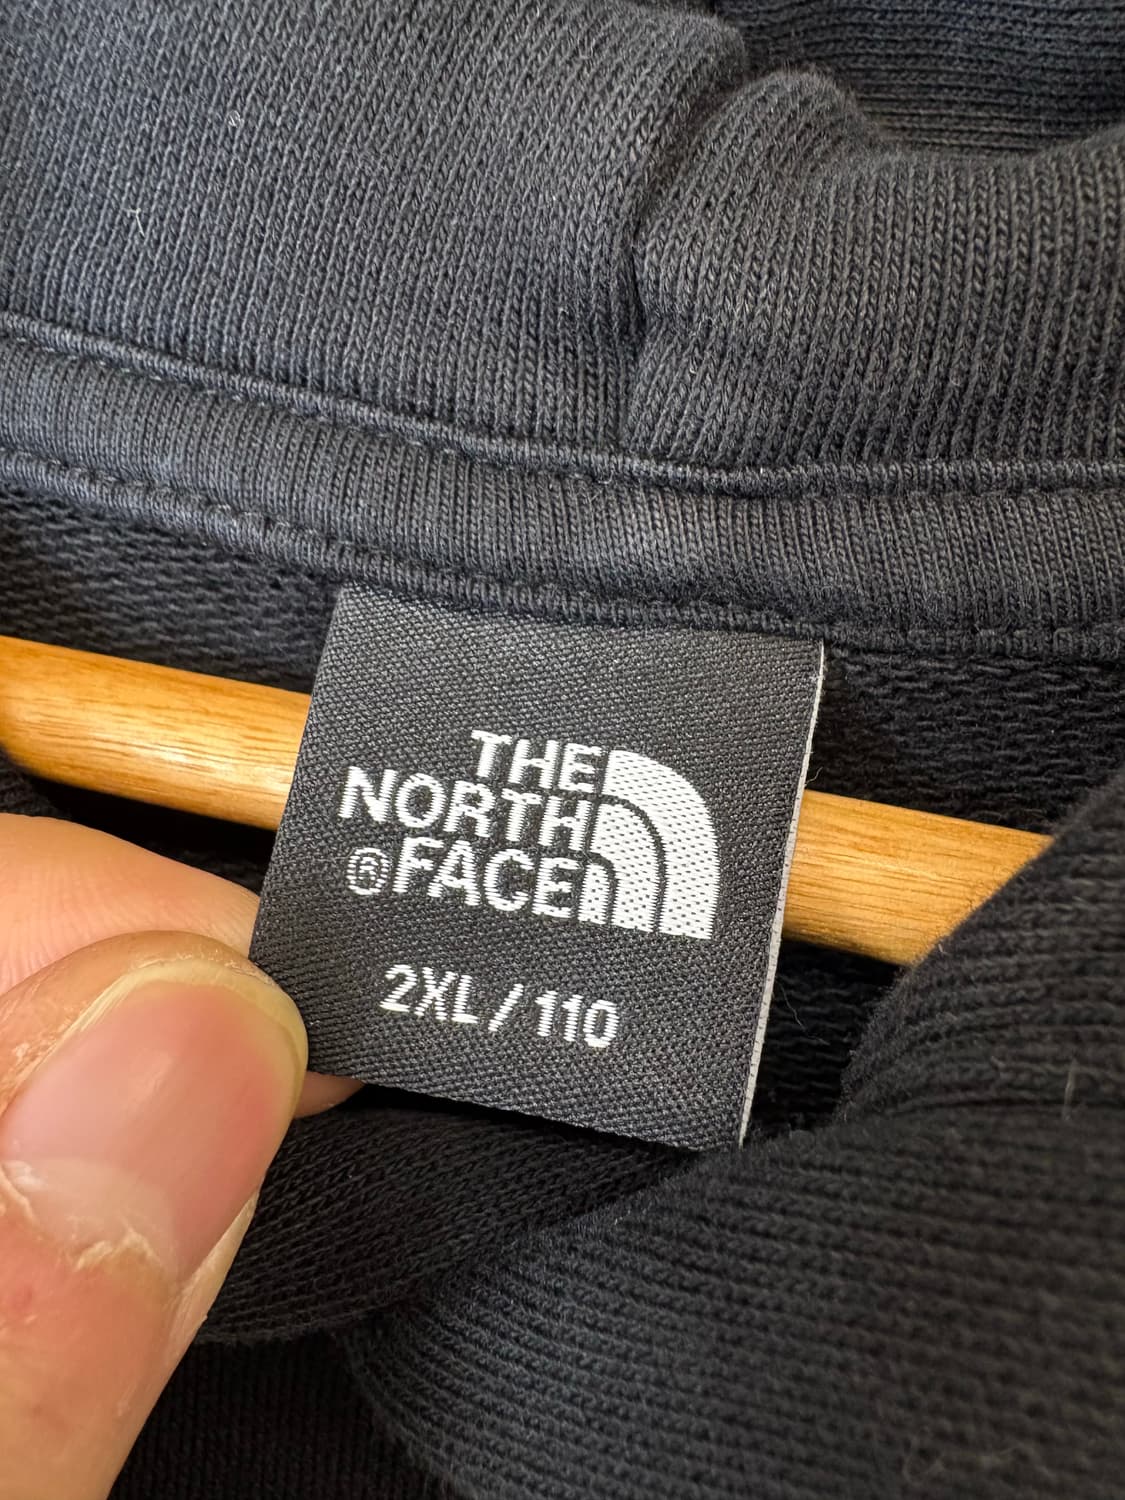 THE
NORTH
®FACE
2XL / 110